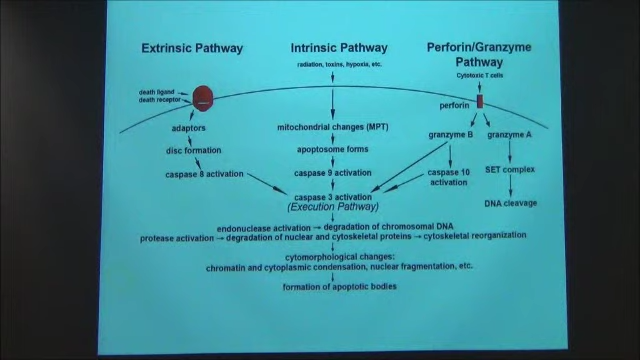 Extrinsic Pathway
Intrinsic Pathway
Perforin/Granzyme
Pathway
radiation, toxins, hypoxia, etc.
Cytotoxic T cells
death ligand
death receptor
perforin
adaptors
mitochondrial changes (MPT)
granzyme B
granzyme A
disc formation
apoptosome forms
caspase 8 activation
caspase 9 activation
caspase 10
activation
SET complex
caspase 3 activation
(Execution Pathway)
DNA cleavage
endonuclease activation → degradation of chromosomal DNA
protease activation → degradation of nuclear and cytoskeletal proteins → cytoskeletal reorganization
cytomorphological changes:
chromatin and cytoplasmic condensation, nuclear fragmentation, etc.
formation of apoptotic bodies